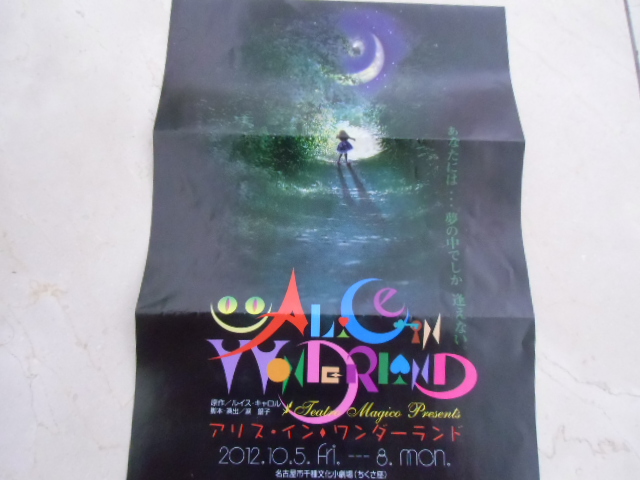 あなたには・・・夢の中でしか 逢えない
ALiCE in
WONDERLAND
原作/ルイス・キャロル
脚本・演出/
Teatro Magico Presents
アリス・イン・ワンダーランド
2012.10.5. Fri. --- 8. mon.
名古屋市千種文化小劇場(ちくさ座)